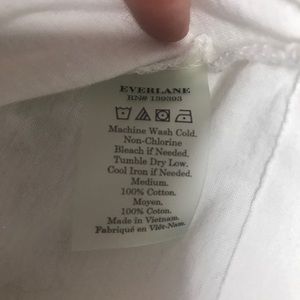 EVERLANE
RN# 139393
Machine Wash Cold.
Non-Chlorine
Bleach if Needed.
Tumble Dry Low.
Cool Iron if Needed.
Medium.
100% Cotton.
Moyen.
100% Coton.
Made in Vietnam.
Fabriqué en Viêt-Nam.